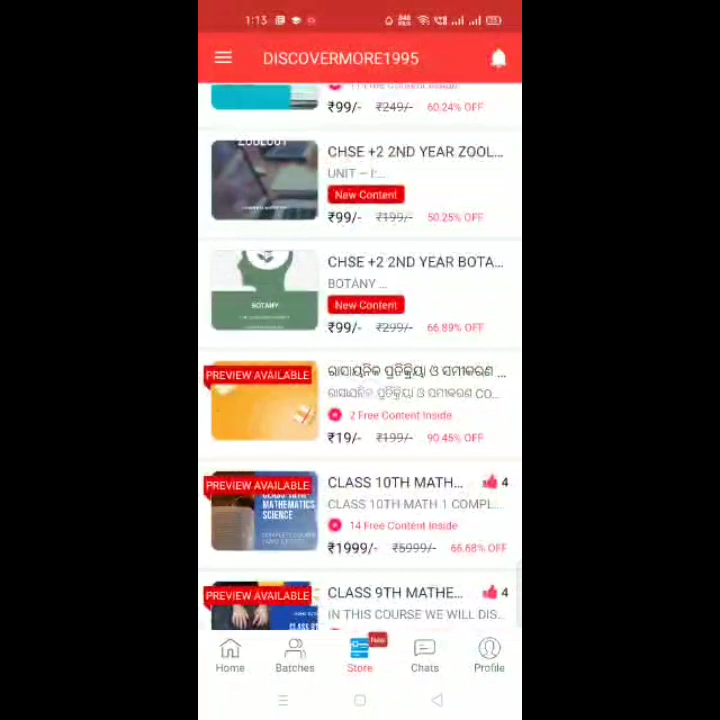 1:13
DISCOVERMORE1995
₹99/- ₹249/- 60.24% OFF
ZOOLOGY
CHSE +2 2ND YEAR ZOOL...
UNIT – I:...
New Content
₹99/- ₹199/- 50.25% OFF
BOTANY
CHSE +2 2ND YEAR BOTA...
BOTANY ...
New Content
₹99/- ₹299/- 66.89% OFF
PREVIEW AVAILABLE
ରାସାୟନିକ ପ୍ରତିକ୍ରିୟା ଓ ସମୀକରଣ ...
ରାସାୟନିକ ପ୍ରତିକ୍ରିୟା ଓ ସମୀକରଣ CO...
2 Free Content Inside
₹19/- ₹199/- 90.45% OFF
PREVIEW AVAILABLE
MATHEMATICS
SCIENCE
CLASS 10TH MATH... 4
CLASS 10TH MATH 1 COMPL...
14 Free Content Inside
₹1999/- ₹5999/- 66.68% OFF
PREVIEW AVAILABLE
CLASS 9TH MATHE... 4
IN THIS COURSE WE WILL DIS...
New
Home Batches Store Chats Profile